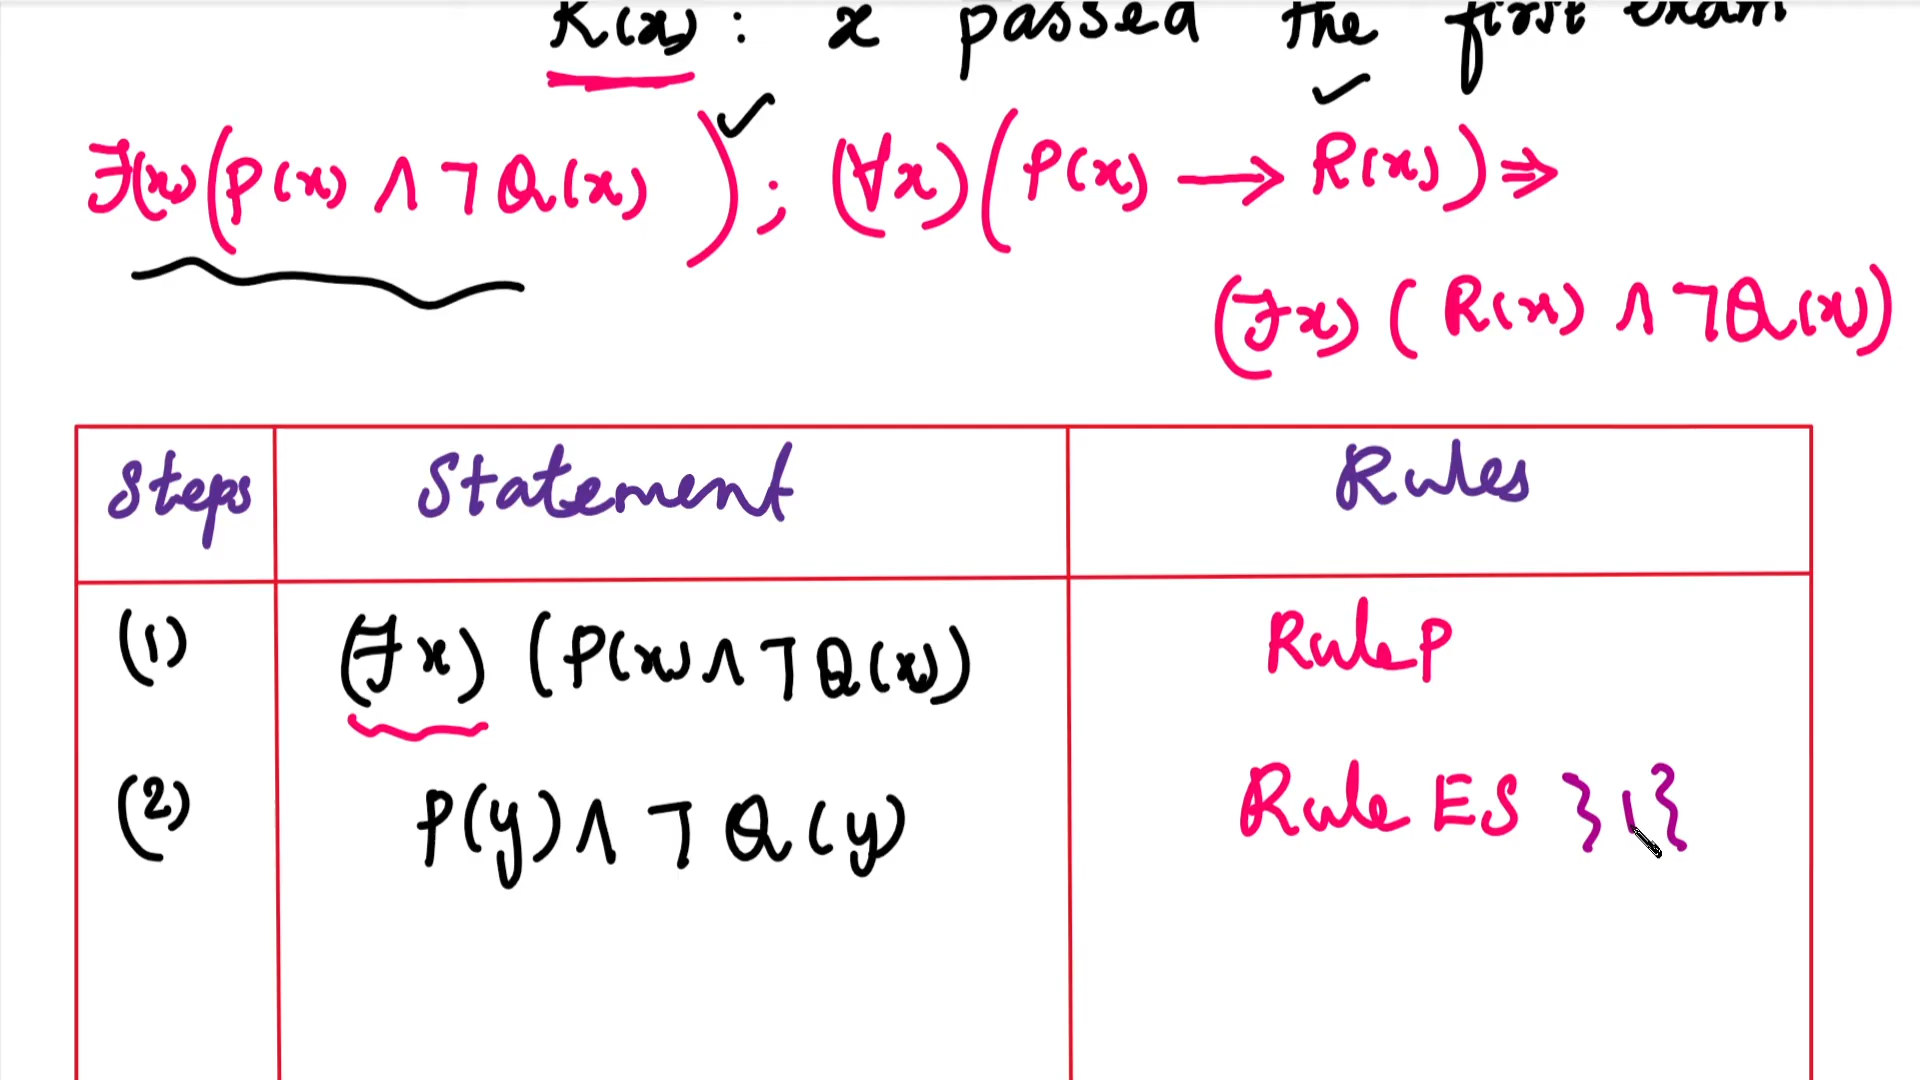 R(x) : x passed the first exam
∃(x)(P(x) ∧ ¬Q(x)) ; (∀x)(P(x) → R(x)) ⇒
(∃x) (R(x) ∧ ¬Q(x))
Steps Statement Rules
(1) (∃x) (P(x) ∧ ¬Q(x)) Rule P
(2) P(y) ∧ ¬Q(y) Rule ES }1}